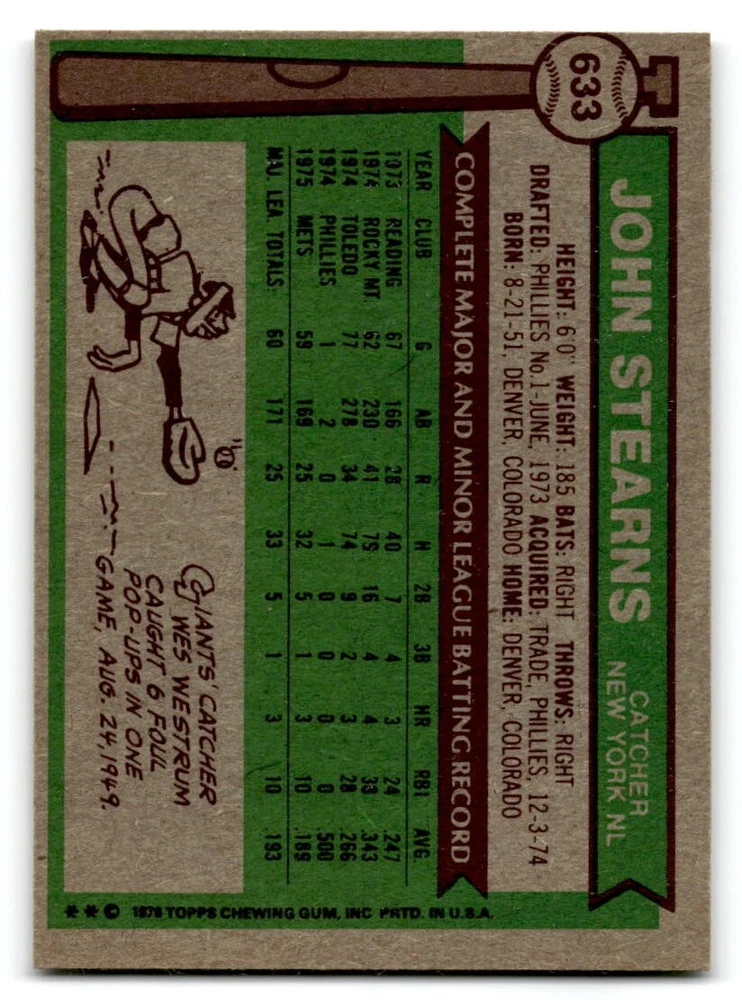 633
JOHN STEARNS
CATCHER
NEW YORK NL
HEIGHT: 6'0" WEIGHT: 185 BATS: RIGHT THROWS: RIGHT
DRAFTED: PHILLIES No.1-JUNE, 1973 ACQUIRED: TRADE, PHILLIES, 12-3-74
BORN: 8-21-51, DENVER, COLORADO HOME: DENVER, COLORADO
COMPLETE MAJOR AND MINOR LEAGUE BATTING RECORD
YEAR CLUB G AB R H 2B 3B HR RBI AVG.
1973 READING 67 166 28 40 7 4 3 24 .247
1974 ROCKY MT. 62 230 41 79 16 4 4 38 .343
1974 TOLEDO 77 278 34 74 9 2 3 28 .266
1974 PHILLIES 1 2 0 1 0 0 0 0 .500
1975 METS 59 169 25 32 5 1 3 10 .189
MAJ. LEA. TOTALS 60 171 25 33 5 1 3 10 .193
GIANTS' CATCHER
WES WESTRUM
CAUGHT 6 FOUL
POP-UPS IN ONE
GAME, AUG. 24, 1949.
** © 1976 TOPPS CHEWING GUM, INC PRTD. IN U.S.A.